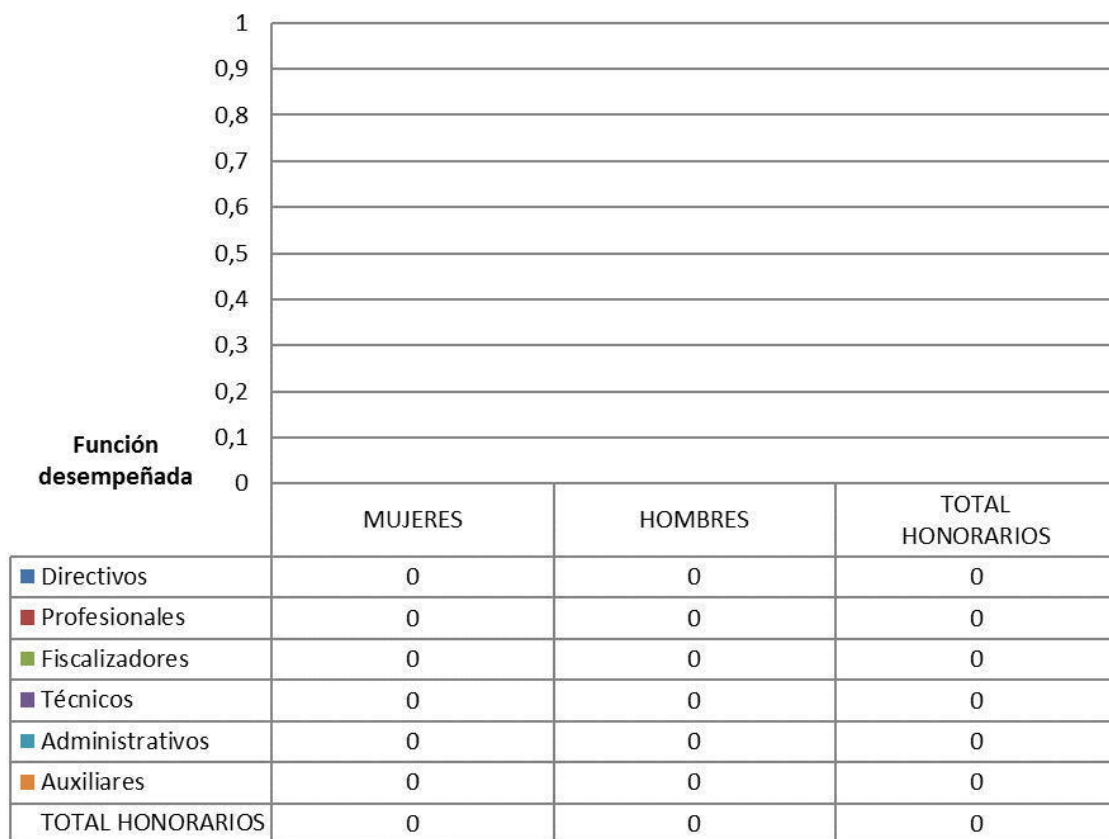 1
0,9
0,8
0,7
0,6
0,5
0,4
0,3
0,2
0,1
0
Función
desempeñada
MUJERES HOMBRES TOTAL
HONORARIOS
Directivos 0 0 0
Profesionales 0 0 0
Fiscalizadores 0 0 0
Técnicos 0 0 0
Administrativos 0 0 0
Auxiliares 0 0 0
TOTAL HONORARIOS 0 0 0